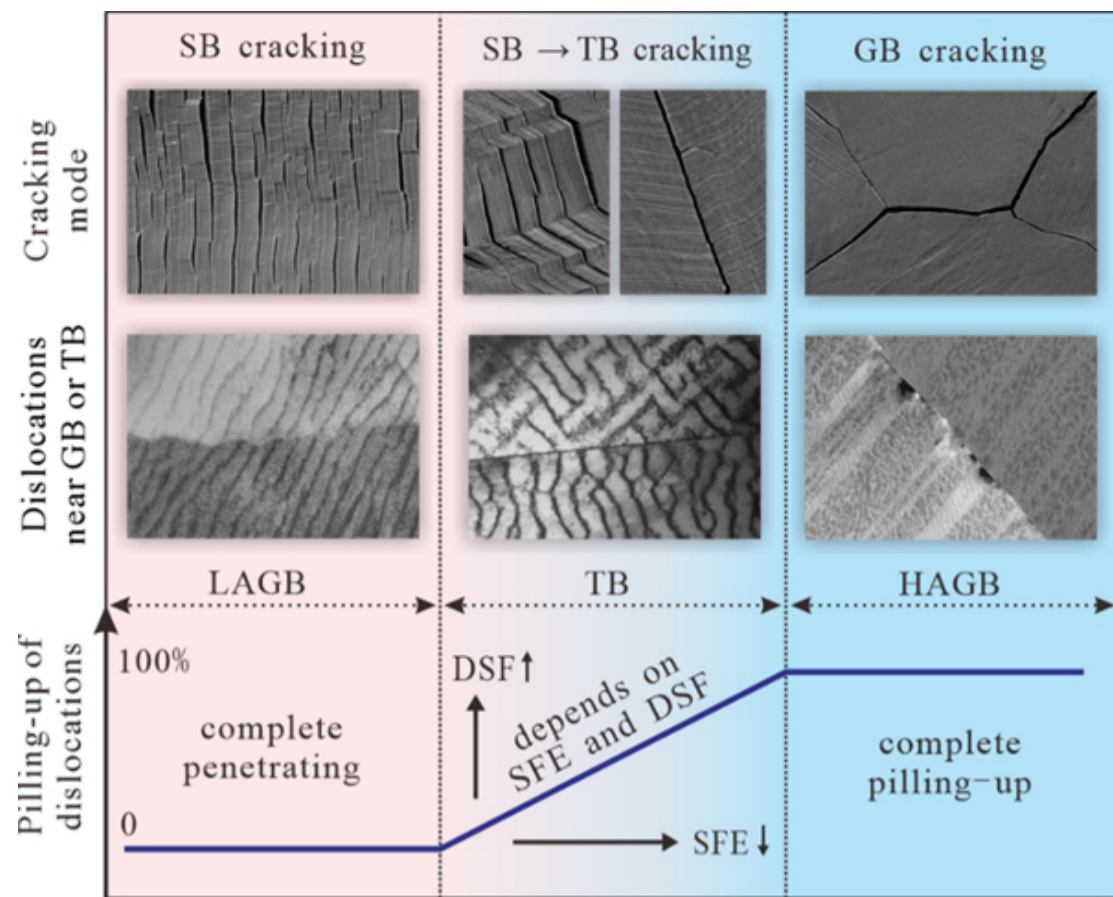 SB cracking
SB → TB cracking
GB cracking
Cracking
mode
Dislocations
near GB or TB
LAGB
TB
HAGB
Pilling-up of
dislocations
100%
0
complete
penetrating
DSF↑
depends on
SFE and DSF
SFE↓
complete
pilling-up